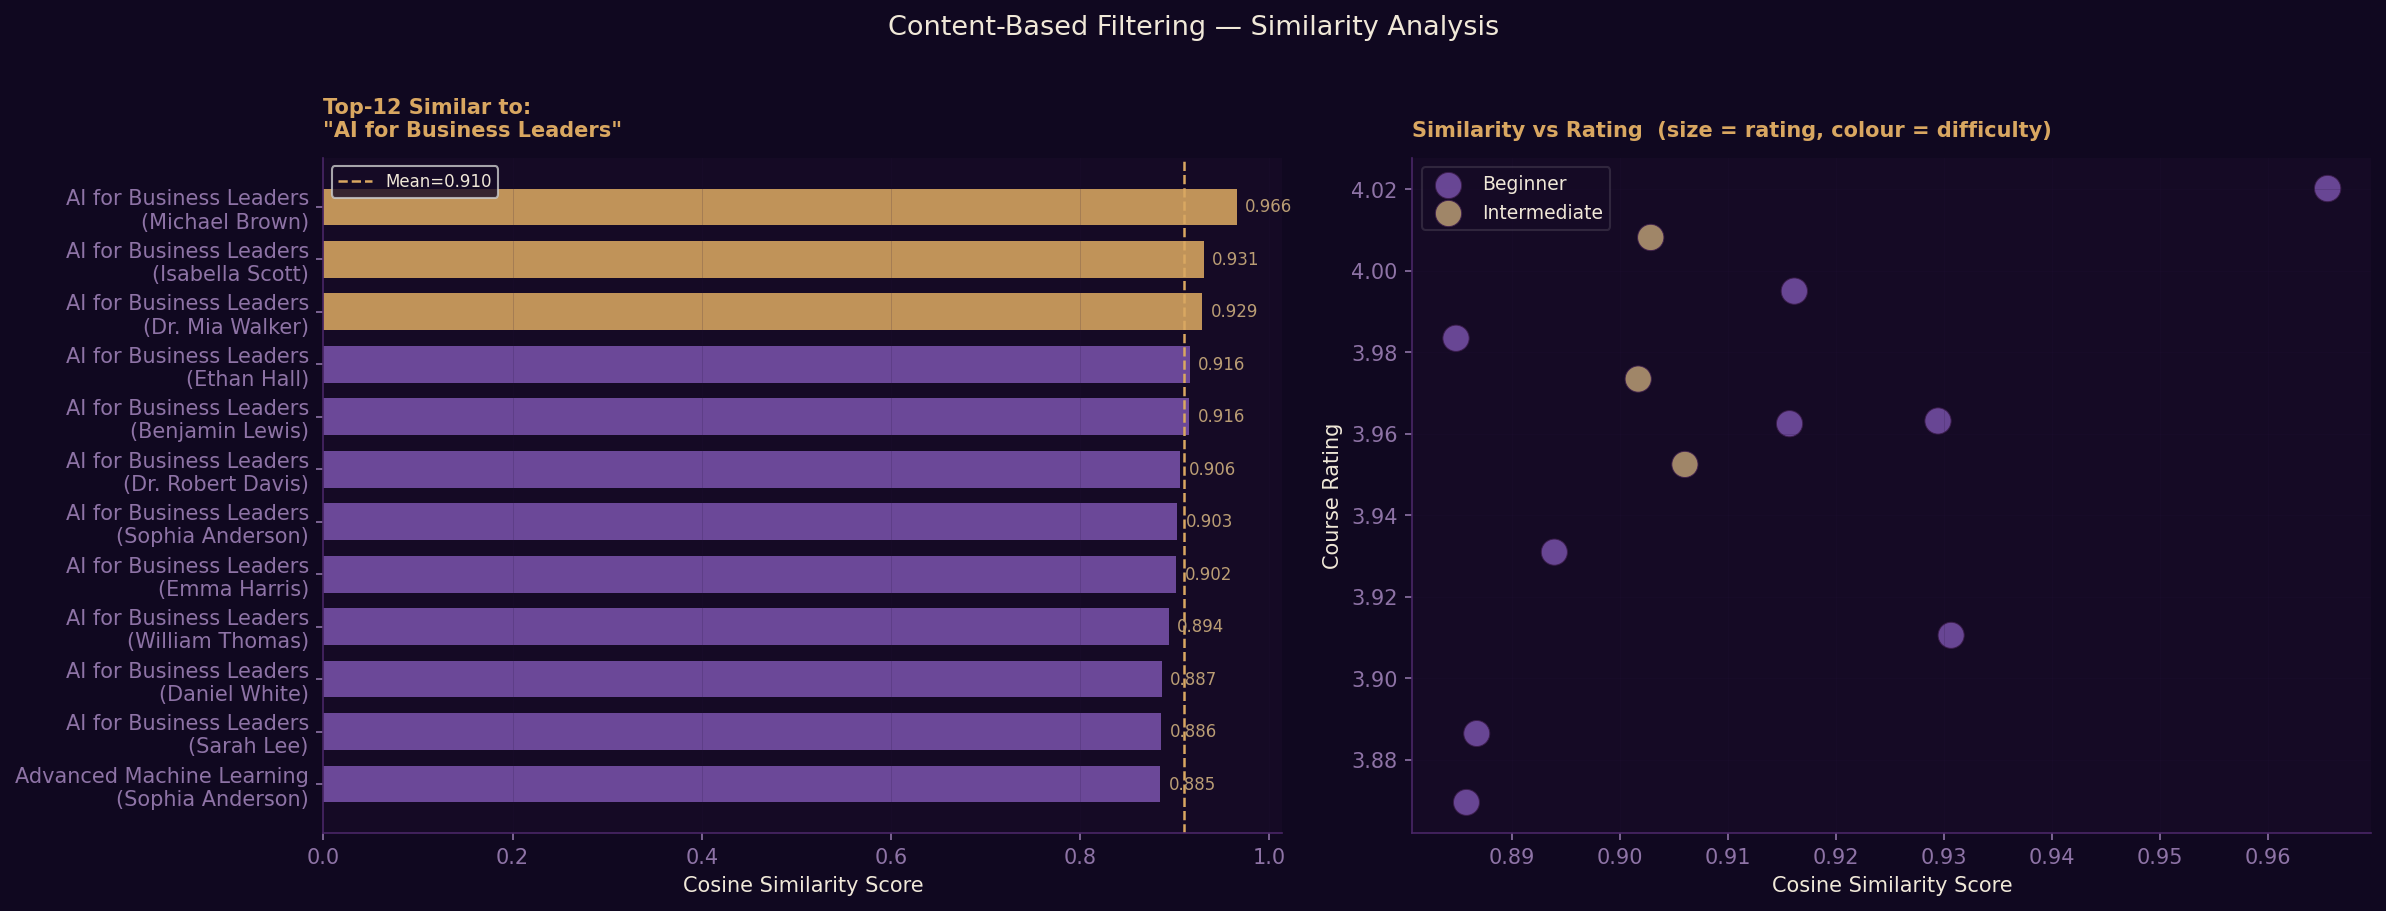 Content-Based Filtering — Similarity Analysis
Top-12 Similar to:
"AI for Business Leaders"
Mean=0.910
AI for Business Leaders
(Michael Brown)
0.966
AI for Business Leaders
(Isabella Scott)
0.931
AI for Business Leaders
(Dr. Mia Walker)
0.929
AI for Business Leaders
(Ethan Hall)
0.916
AI for Business Leaders
(Benjamin Lewis)
0.916
AI for Business Leaders
(Dr. Robert Davis)
0.906
AI for Business Leaders
(Sophia Anderson)
0.903
AI for Business Leaders
(Emma Harris)
0.902
AI for Business Leaders
(William Thomas)
0.894
AI for Business Leaders
(Daniel White)
0.887
AI for Business Leaders
(Sarah Lee)
0.886
Advanced Machine Learning
(Sophia Anderson)
0.885
0.0 0.2 0.4 0.6 0.8 1.0
Cosine Similarity Score
Similarity vs Rating (size = rating, colour = difficulty)
Beginner
Intermediate
Course Rating
4.02
4.00
3.98
3.96
3.94
3.92
3.90
3.88
0.89 0.90 0.91 0.92 0.93 0.94 0.95 0.96
Cosine Similarity Score